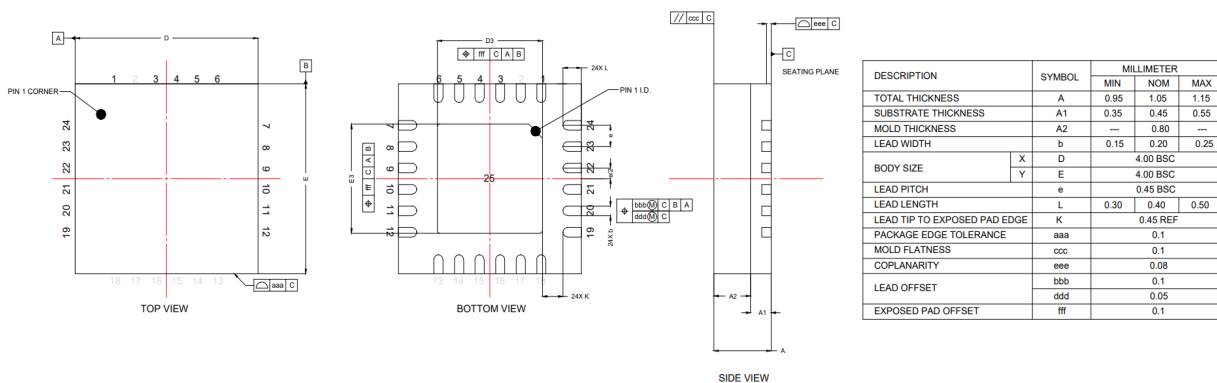 A
D
B
PIN 1 CORNER
1 2 3 4 5 6
24
23
22
21
20
19
7
8
9
10
11
12
E
18 17 16 15 14 13
aaa C
TOP VIEW
D3
fff C A B
24X L
6 5 4 3 2 1
PIN 1 I.D.
7
8
9
10
11
12
24
23
22
21
20
19
E3
fff C A B
25
e
e/2
bbb M C B A
ddd M C
24X b
13 14 15 16 17 18
24X K
BOTTOM VIEW
// ccc C
eee C
C
SEATING PLANE
A2
A1
A
SIDE VIEW
DESCRIPTION SYMBOL MILLIMETER
MIN NOM MAX
TOTAL THICKNESS A 0.95 1.05 1.15
SUBSTRATE THICKNESS A1 0.35 0.45 0.55
MOLD THICKNESS A2 --- 0.80 ---
LEAD WIDTH b 0.15 0.20 0.25
BODY SIZE X D 4.00 BSC
Y E 4.00 BSC
LEAD PITCH e 0.45 BSC
LEAD LENGTH L 0.30 0.40 0.50
LEAD TIP TO EXPOSED PAD EDGE K 0.45 REF
PACKAGE EDGE TOLERANCE aaa 0.1
MOLD FLATNESS ccc 0.1
COPLANARITY eee 0.08
LEAD OFFSET bbb 0.1
ddd 0.05
EXPOSED PAD OFFSET fff 0.1